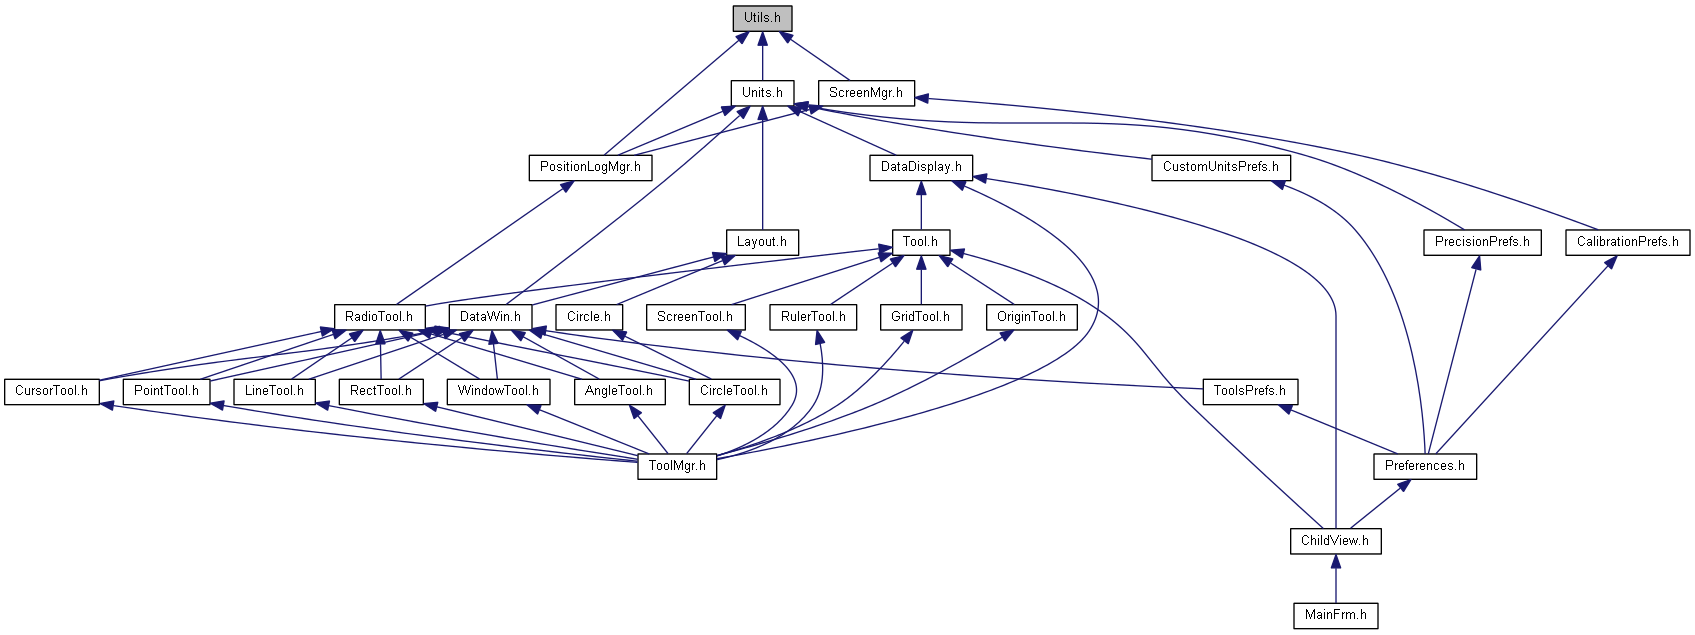 Utils.h
Units.h
ScreenMgr.h
PositionLogMgr.h
DataDisplay.h
CustomUnitsPrefs.h
Layout.h
Tool.h
PrecisionPrefs.h
CalibrationPrefs.h
RadioTool.h
DataWin.h
Circle.h
ScreenTool.h
RulerTool.h
GridTool.h
OriginTool.h
CursorTool.h
PointTool.h
LineTool.h
RectTool.h
WindowTool.h
AngleTool.h
CircleTool.h
ToolsPrefs.h
ToolMgr.h
Preferences.h
ChildView.h
MainFrm.h